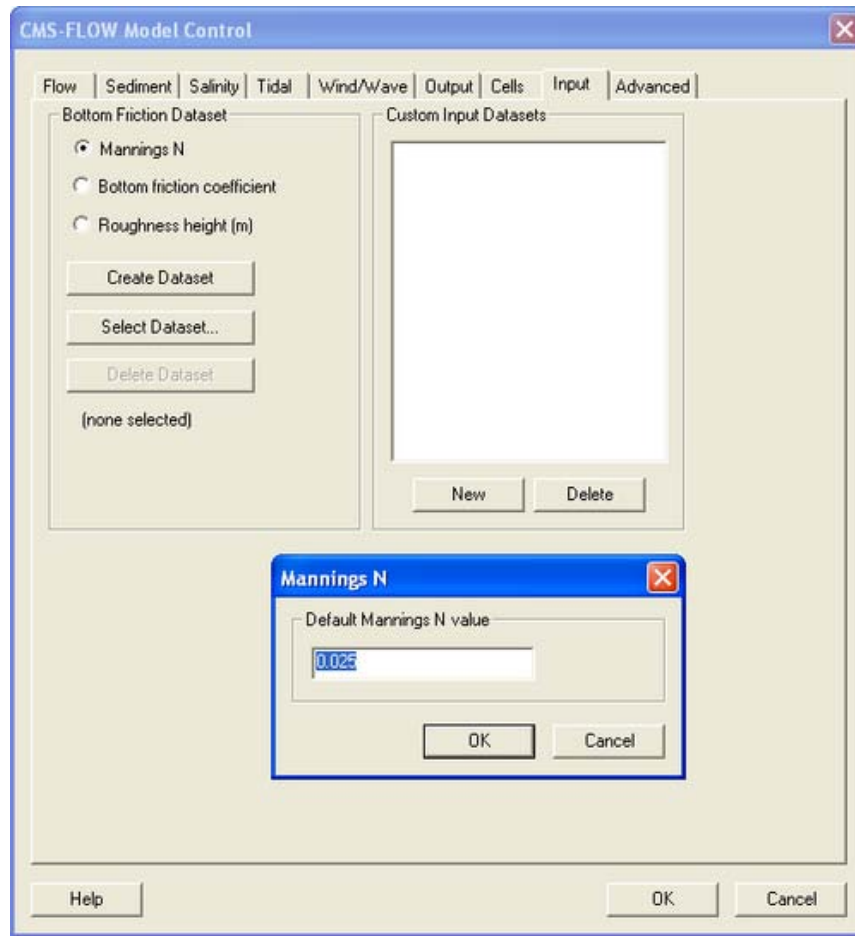 CMS-FLOW Model Control
Flow Sediment Salinity Tidal Wind/Wave Output Cells Input Advanced
Bottom Friction Dataset
Mannings N
Bottom friction coefficient
Roughness height (m)
Create Dataset
Select Dataset...
Delete Dataset
(none selected)
Custom Input Datasets
New Delete
Mannings N
Default Mannings N value
0.025
OK Cancel
Help OK Cancel